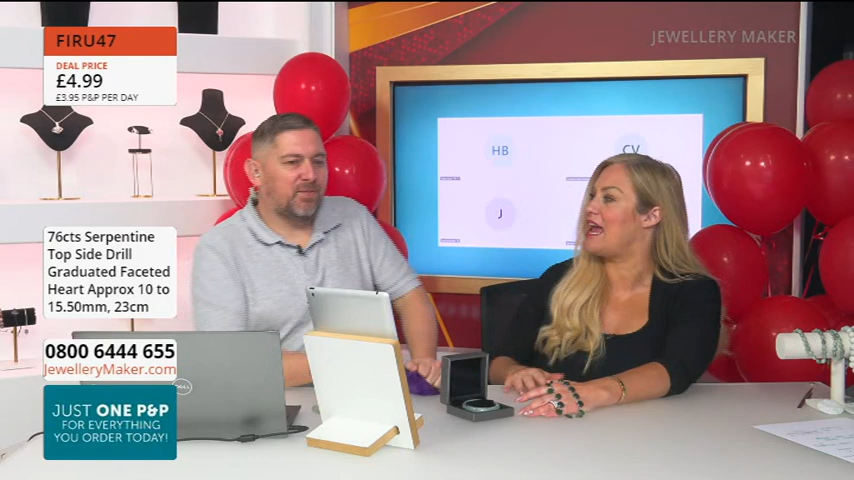 FIRU47
DEAL PRICE
£4.99
£3.95 P&P PER DAY
JEWELLERY MAKER
HB
CV
J
76cts Serpentine
Top Side Drill
Graduated Faceted
Heart Approx 10 to
15.50mm, 23cm
0800 6444 655
JewelleryMaker.com
DELL
JUST ONE P&P
FOR EVERYTHING
YOU ORDER TODAY!